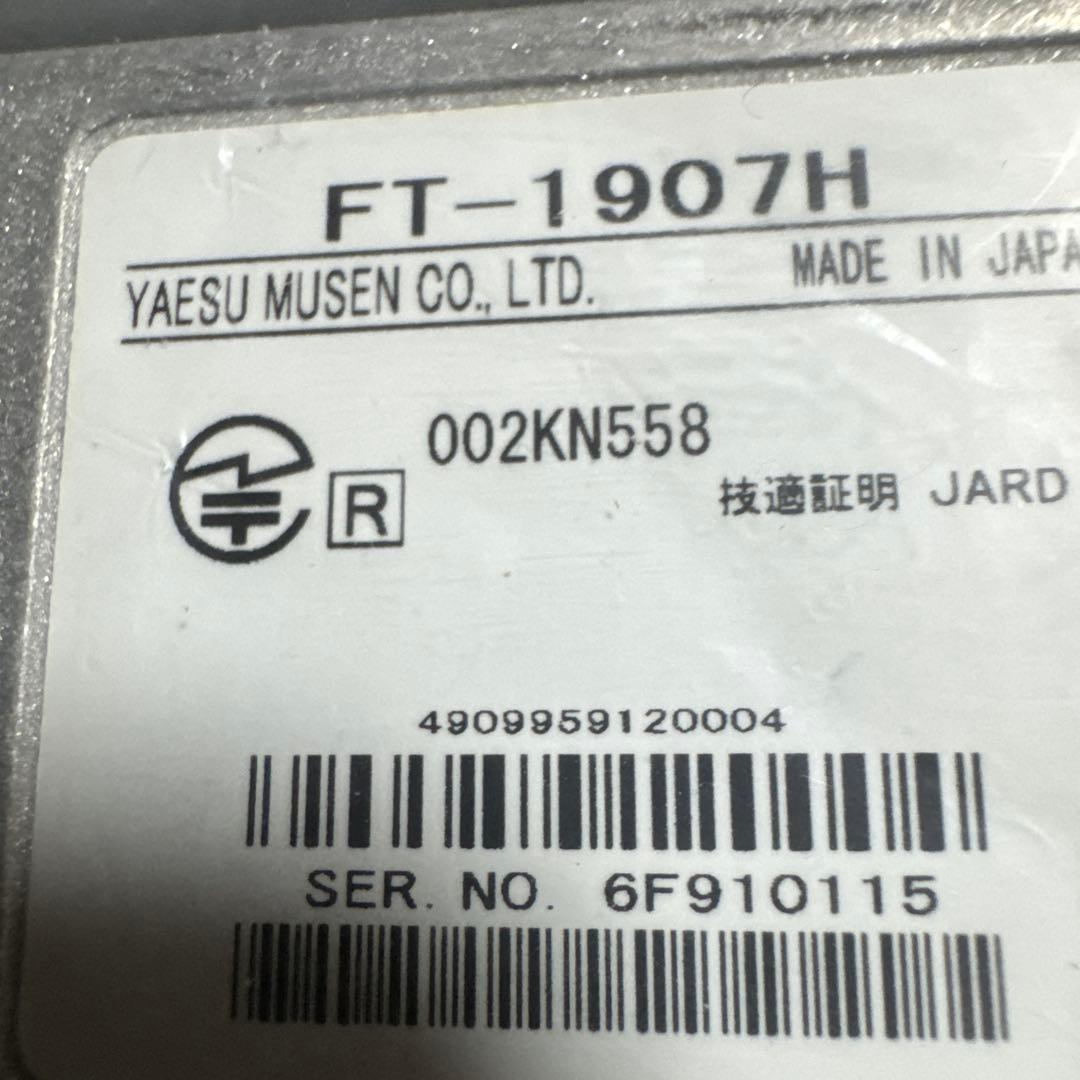 FT-1907H
YAESU MUSEN CO., LTD. MADE IN JAPA
R 002KN558
技適証明 JARD
4909959120004
SER. NO. 6F910115